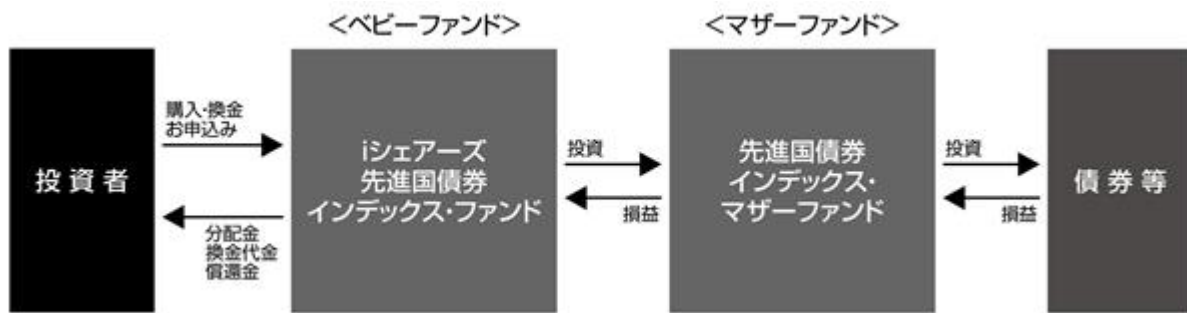 <ベビーファンド>
<マザーファンド>
投資者
購入・換金
お申込み
分配金
換金代金
償還金
iシェアーズ
先進国債券
インデックス・ファンド
投資
損益
先進国債券
インデックス・
マザーファンド
投資
損益
債券等